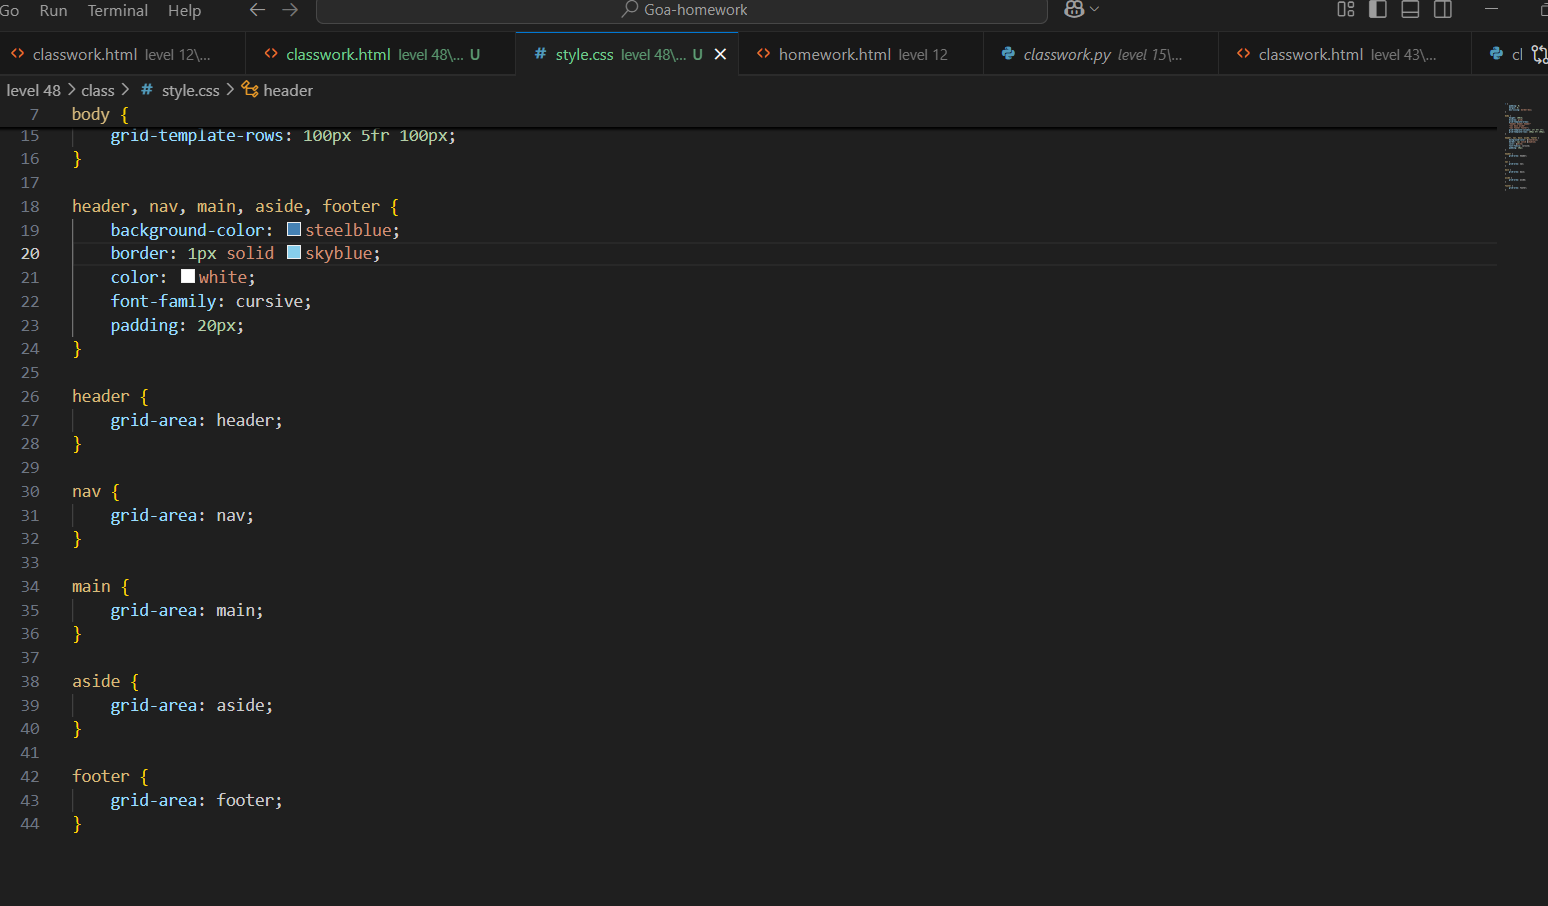 Go Run Terminal Help Goa-homework
classwork.html level 12\... classwork.html level 48\... U style.css level 48\... U homework.html level 12 classwork.py level 15\... classwork.html level 43\... cl
level 48 > class > # style.css > header
7 body {
15 grid-template-rows: 100px 5fr 100px;
16 }
17
18 header, nav, main, aside, footer {
19 background-color: steelblue;
20 border: 1px solid skyblue;
21 color: white;
22 font-family: cursive;
23 padding: 20px;
24 }
25
26 header {
27 grid-area: header;
28 }
29
30 nav {
31 grid-area: nav;
32 }
33
34 main {
35 grid-area: main;
36 }
37
38 aside {
39 grid-area: aside;
40 }
41
42 footer {
43 grid-area: footer;
44 }